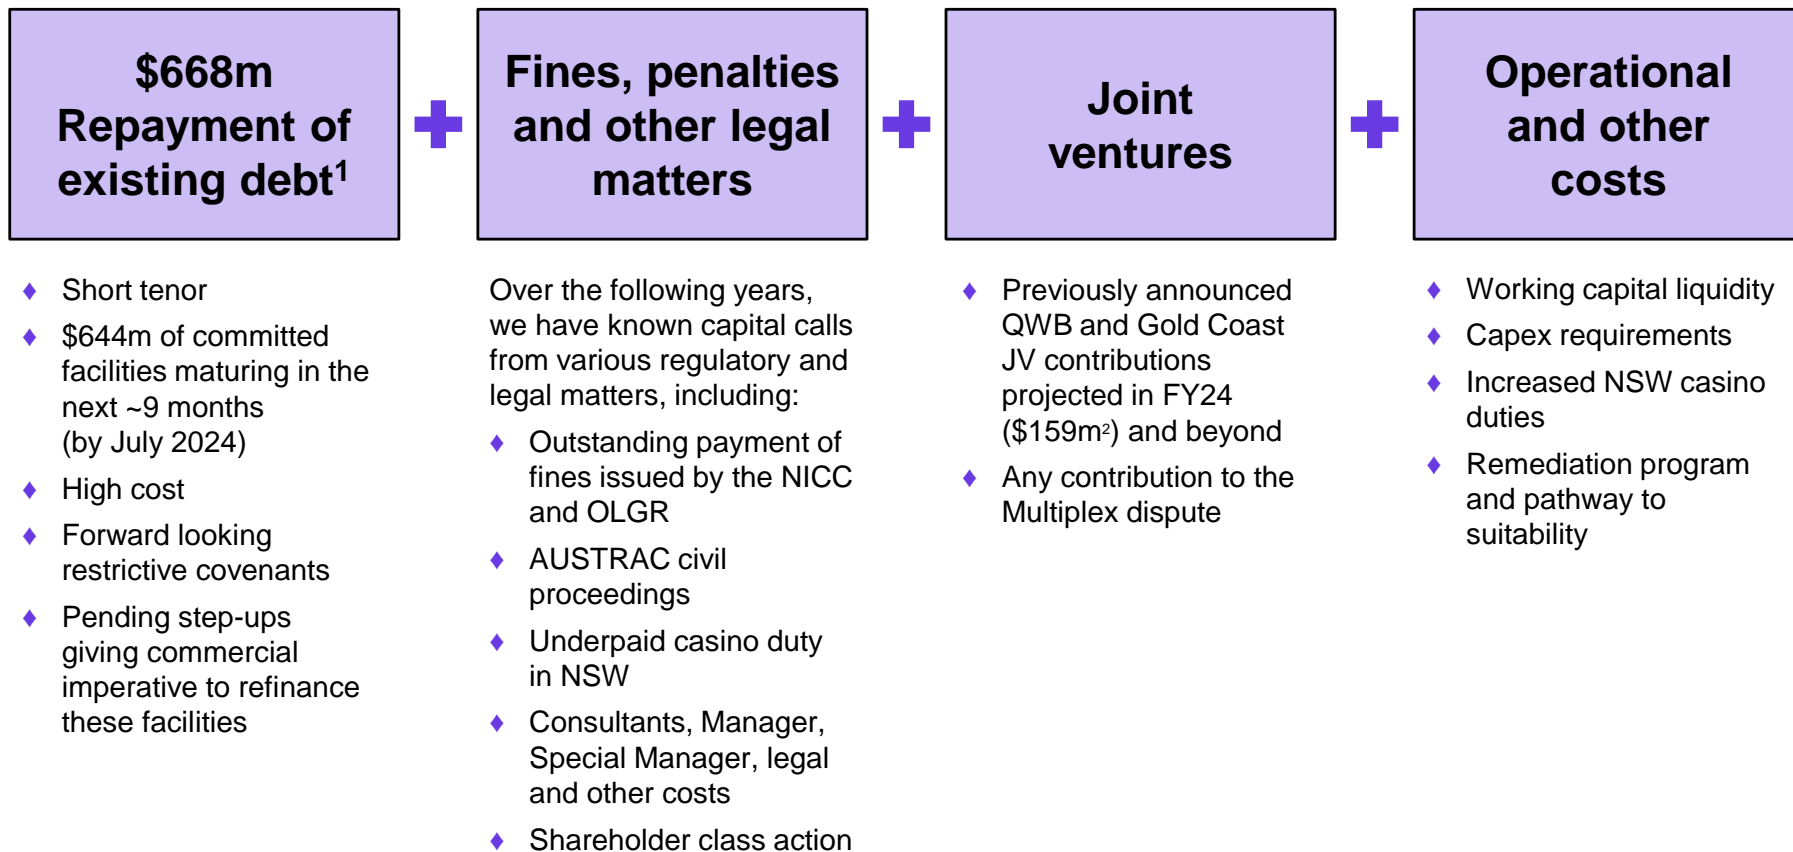 $668m
Repayment of
existing debt¹
♦ Short tenor
♦ $644m of committed
facilities maturing in the
next ~9 months
(by July 2024)
♦ High cost
♦ Forward looking
restrictive covenants
♦ Pending step-ups
giving commercial
imperative to refinance
these facilities
Fines, penalties
and other legal
matters
Over the following years,
we have known capital calls
from various regulatory and
legal matters, including:
♦ Outstanding payment of
fines issued by the NICC
and OLGR
♦ AUSTRAC civil
proceedings
♦ Underpaid casino duty
in NSW
♦ Consultants, Manager,
Special Manager, legal
and other costs
♦ Shareholder class action
Joint
ventures
♦ Previously announced
QWB and Gold Coast
JV contributions
projected in FY24
($159m²) and beyond
♦ Any contribution to the
Multiplex dispute
Operational
and other
costs
♦ Working capital liquidity
♦ Capex requirements
♦ Increased NSW casino
duties
♦ Remediation program
and pathway to
suitability